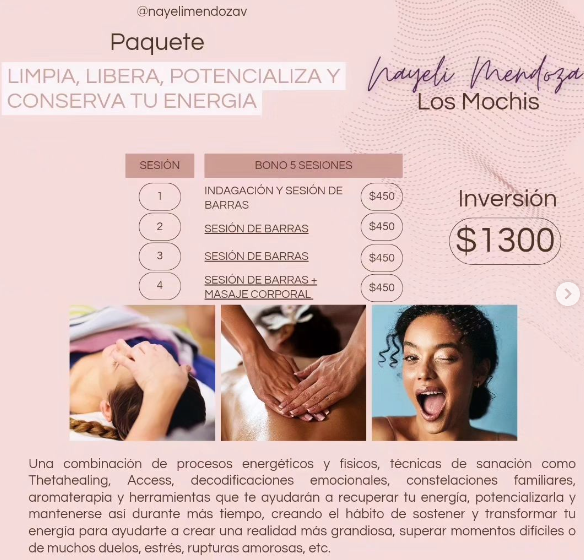 @nayelimendozav
Paquete
LIMPIA, LIBERA, POTENCIALIZA Y
CONSERVA TU ENERGIA
Nayeli Mendoza
Los Mochis
SESIÓN BONO 5 SESIONES
1 INDAGACIÓN Y SESIÓN DE BARRAS $450
2 SESIÓN DE BARRAS $450
3 SESIÓN DE BARRAS $450
4 SESIÓN DE BARRAS + MASAJE CORPORAL $450
Inversión
$1300
Una combinación de procesos energéticos y físicos, técnicas de sanación como
Thetahealing, Access, decodificaciones emocionales, constelaciones familiares,
aromaterapia y herramientas que te ayudarán a recuperar tu energía, potencializarla y
mantenerse asi durante más tiempo, creando el hábito de sostener y transformar tu
energía para ayudarte a crear una realidad más grandiosa, superar momentos difíciles o
de muchos duelos, estrés, rupturas amorosas, etc.